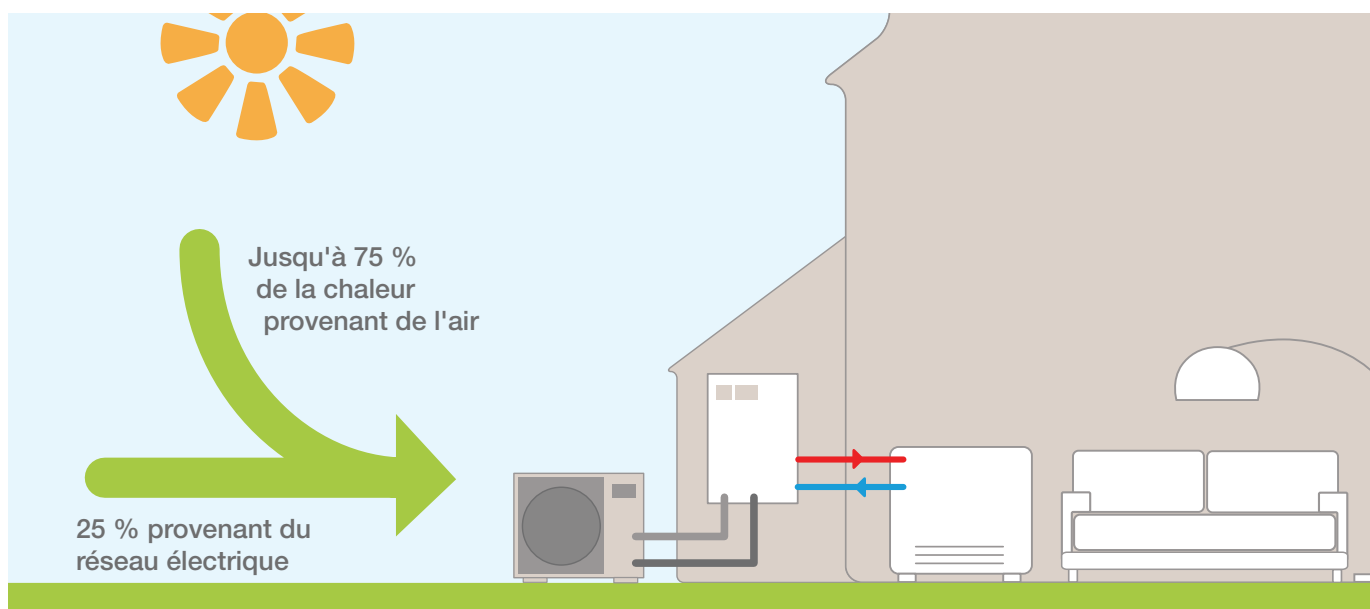 Jusqu'à 75 %
de la chaleur
provenant de l'air
25 % provenant du
réseau électrique